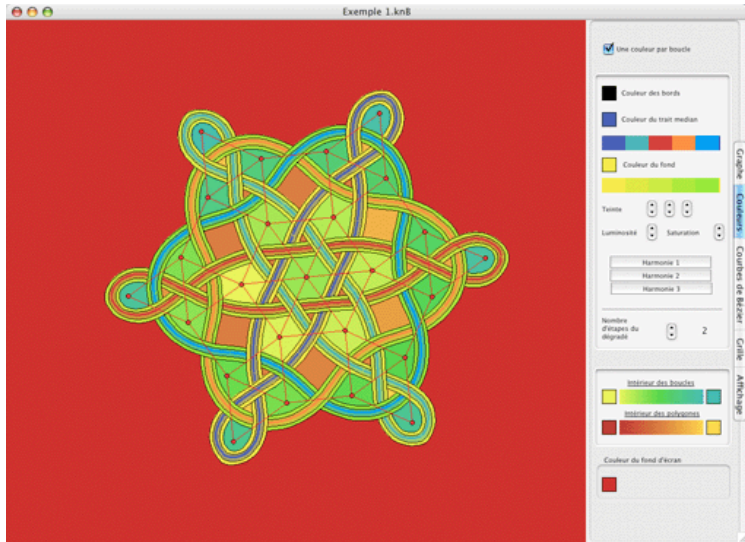 Exemple 1.knB
Une couleur par boucle
Couleur des bords
Couleur du trait median
Couleur du fond
Teinte
Luminosité Saturation
Harmonie 1
Harmonie 2
Harmonie 3
Nombre
d'étapes du
dégradé
2
Intérieur des boucles
Intérieur des polygones
Couleur du fond d'écran
Graphe
Couleurs
Courbes de Bézier
Grille
Affichage